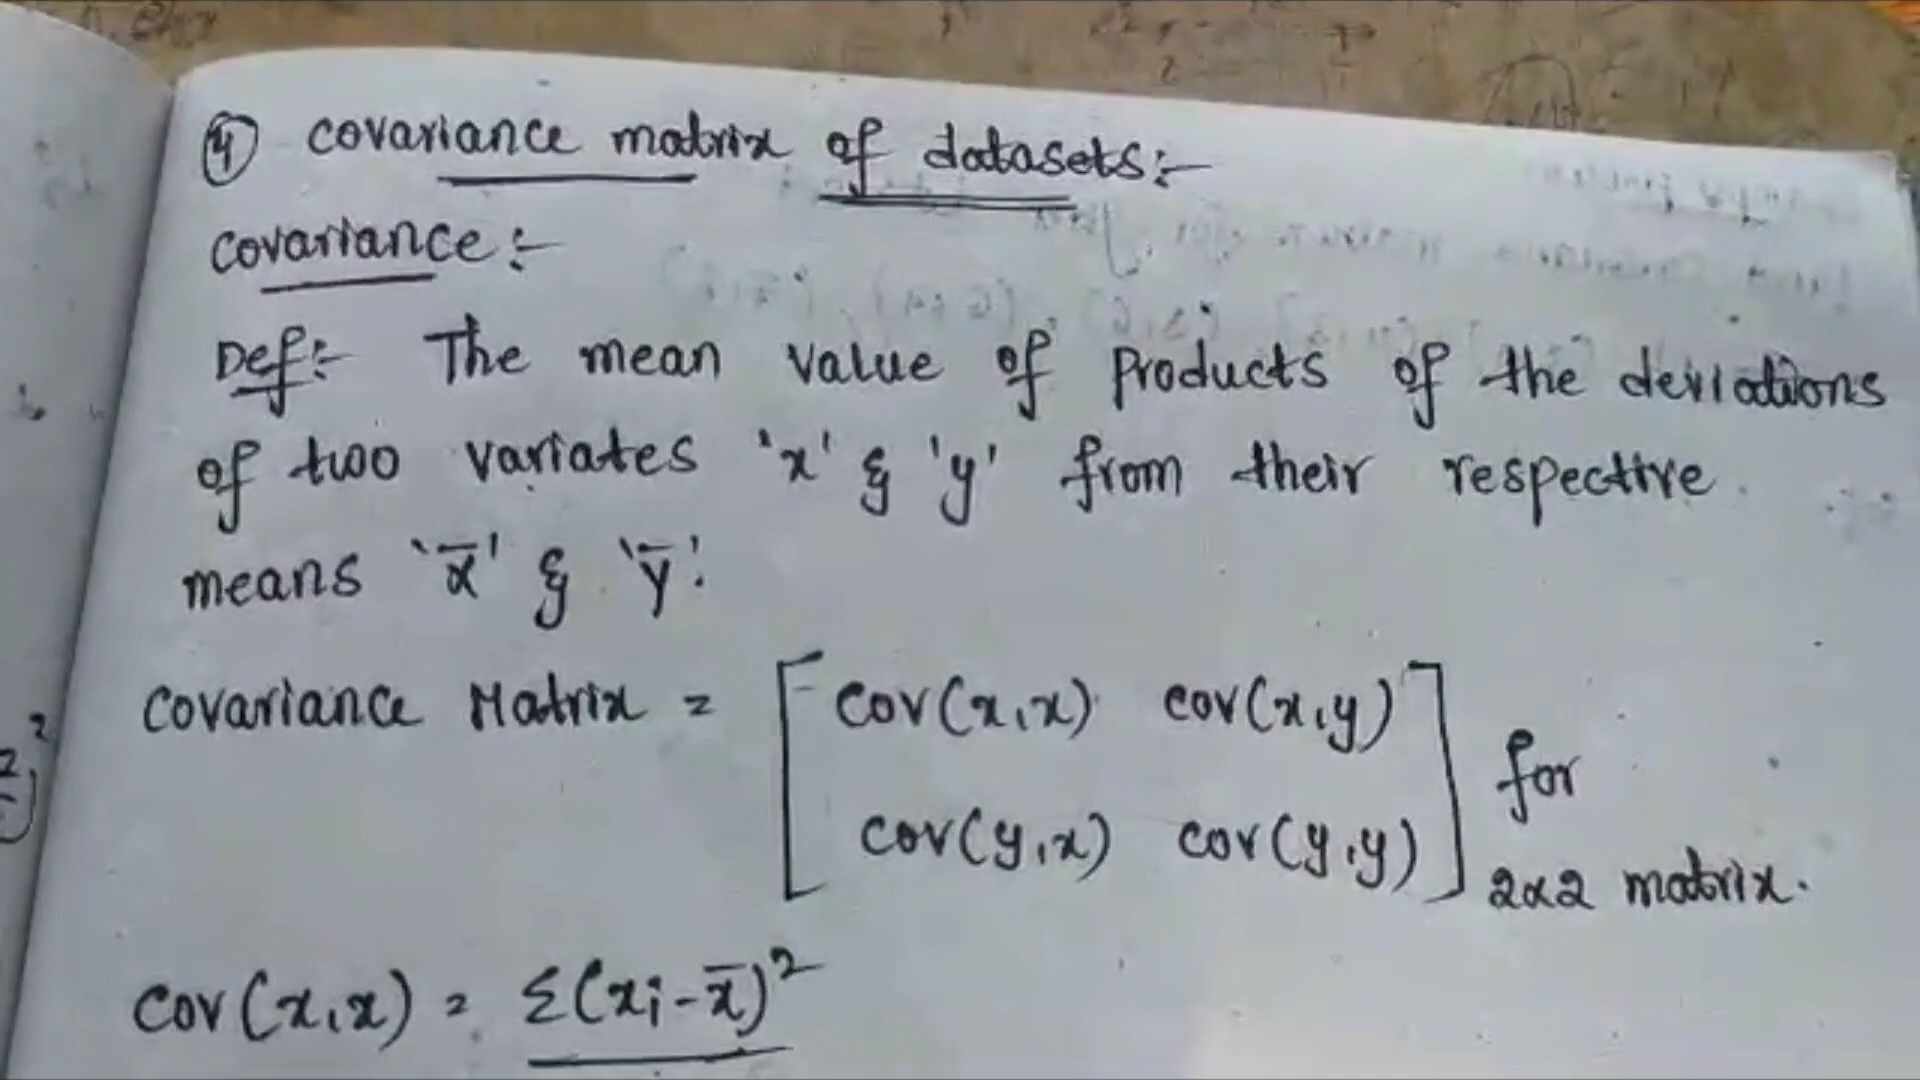 ④ covariance matrix of datasets:-
covariance:-
Def:- The mean value of products of the deviations
of two variates 'x' & 'y' from their respective
means 'x̄' & 'ȳ'.
Covariance Matrix = [ cov(x,x) cov(x,y)
cov(y,x) cov(y,y) ] for
2x2 matrix.
cov(x,x) = Σ(xi-x̄)²